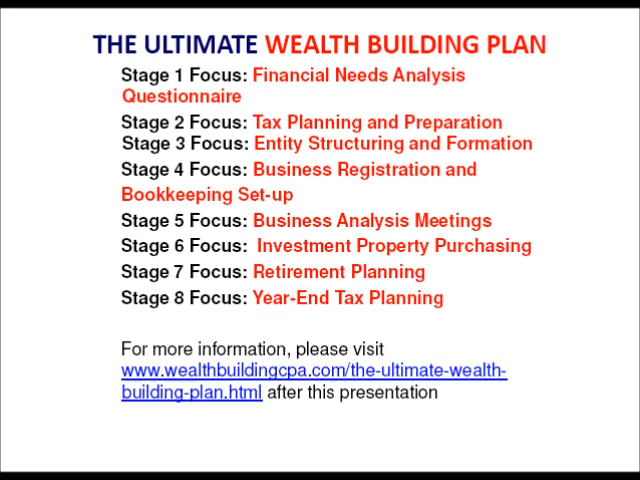 THE ULTIMATE WEALTH BUILDING PLAN
Stage 1 Focus: Financial Needs Analysis
Questionnaire
Stage 2 Focus: Tax Planning and Preparation
Stage 3 Focus: Entity Structuring and Formation
Stage 4 Focus: Business Registration and
Bookkeeping Set-up
Stage 5 Focus: Business Analysis Meetings
Stage 6 Focus: Investment Property Purchasing
Stage 7 Focus: Retirement Planning
Stage 8 Focus: Year-End Tax Planning
For more information, please visit
www.wealthbuildingcpa.com/the-ultimate-wealth-
building-plan.html after this presentation